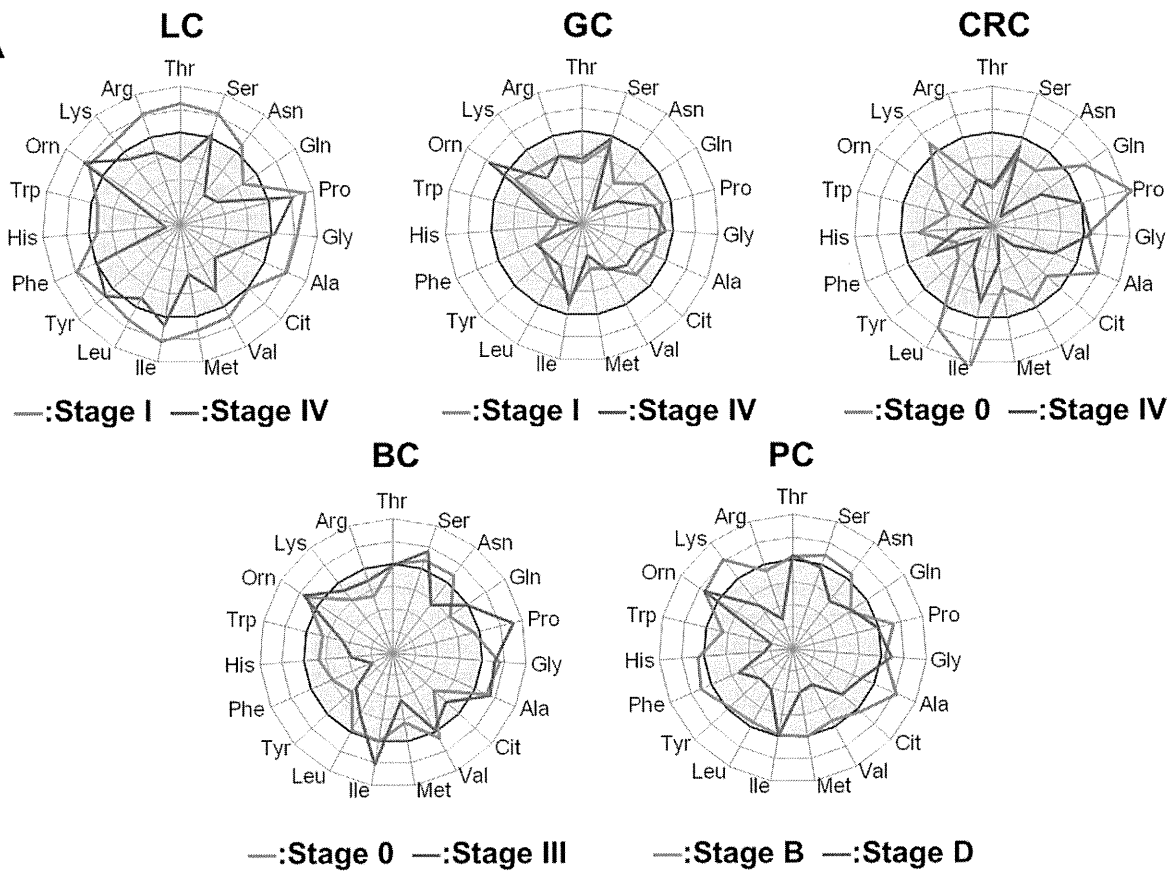 A
LC
GC
CRC
Thr
Ser
Asn
Gln
Pro
Gly
Ala
Cit
Val
Met
Ile
Leu
Tyr
Phe
His
Trp
Orn
Lys
Arg
Thr
Ser
Asn
Gln
Pro
Gly
Ala
Cit
Val
Met
Ile
Leu
Tyr
Phe
His
Trp
Orn
Lys
Arg
Thr
Ser
Asn
Gln
Pro
Gly
Ala
Cit
Val
Met
Ile
Leu
Tyr
Phe
His
Trp
Orn
Lys
Arg
—:Stage I —:Stage IV
—:Stage I —:Stage IV
—:Stage 0 —:Stage IV
BC
PC
Thr
Ser
Asn
Gln
Pro
Gly
Ala
Cit
Val
Met
Ile
Leu
Tyr
Phe
His
Trp
Orn
Lys
Arg
Thr
Ser
Asn
Gln
Pro
Gly
Ala
Cit
Val
Met
Ile
Leu
Tyr
Phe
His
Trp
Orn
Lys
Arg
—:Stage 0 —:Stage III
—:Stage B —:Stage D